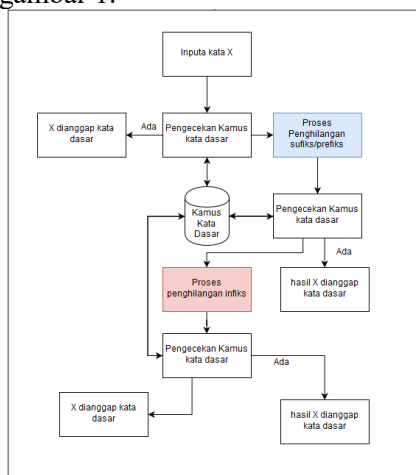 gambar 1.
Inputa kata X
X dianggap kata
dasar
Ada
Pengecekan Kamus
kata dasar
Proses
Penghilangan
sufiks/prefiks
Kamus
Kata
Dasar
Pengecekan Kamus
kata dasar
Ada
Proses
penghilangan infiks
hasil X dianggap
kata dasar
Pengecekan Kamus
kata dasar
Ada
X dianggap kata
dasar
hasil X dianggap
kata dasar